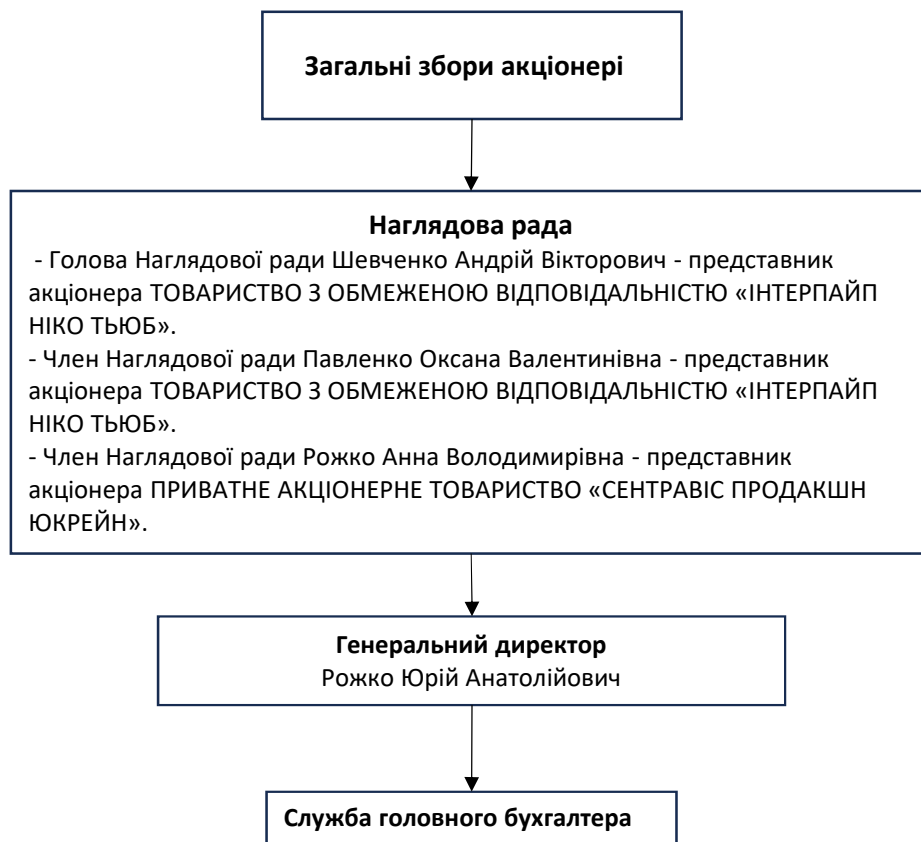 Загальні збори акціонері
Наглядова рада
- Голова Наглядової ради Шевченко Андрій Вікторович - представник
акціонера ТОВАРИСТВО З ОБМЕЖЕНОЮ ВІДПОВІДАЛЬНІСТЮ «ІНТЕРПАЙП
НІКО ТЬЮБ».
- Член Наглядової ради Павленко Оксана Валентинівна - представник
акціонера ТОВАРИСТВО З ОБМЕЖЕНОЮ ВІДПОВІДАЛЬНІСТЮ «ІНТЕРПАЙП
НІКО ТЬЮБ».
- Член Наглядової ради Рожко Анна Володимирівна - представник
акціонера ПРИВАТНЕ АКЦІОНЕРНЕ ТОВАРИСТВО «СЕНТРАВІС ПРОДАКШН
ЮКРЕЙН».
Генеральний директор
Рожко Юрій Анатолійович
Служба головного бухгалтера